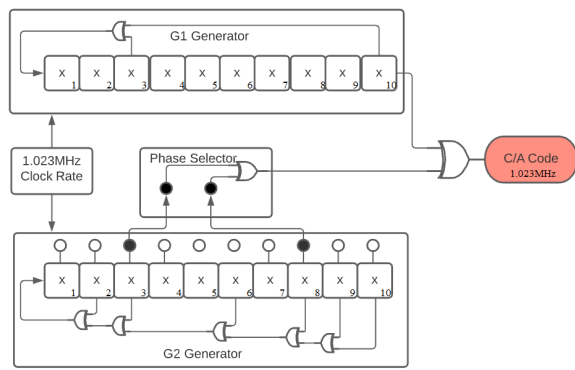 G1 Generator
X X X X X X X X X X
1 2 3 4 5 6 7 8 9 10
1.023MHz
Clock Rate
Phase Selector
C/A Code
1.023MHz
X X X X X X X X X X
1 2 3 4 5 6 7 8 9 10
G2 Generator